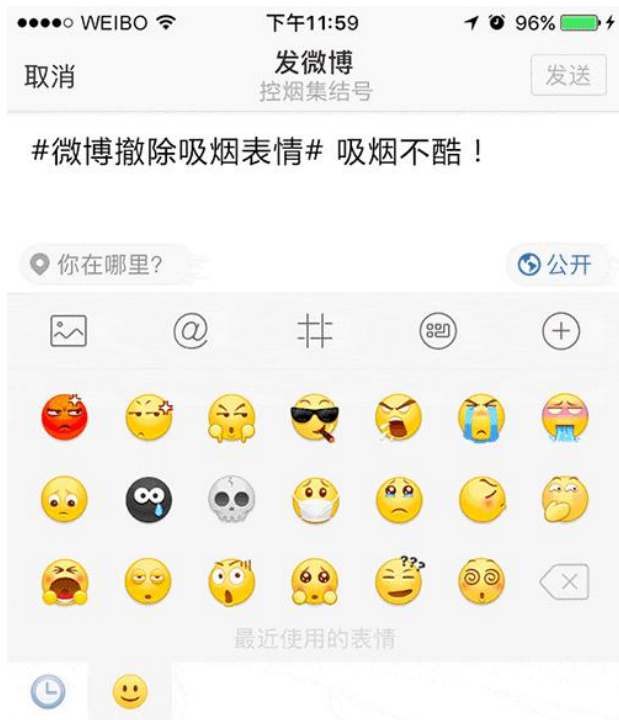 WEIBO 下午11:59 96%
取消 发微博 发送
控烟集结号
#微博撤除吸烟表情# 吸烟不酷！
你在哪里? 公开
???
最近使用的表情